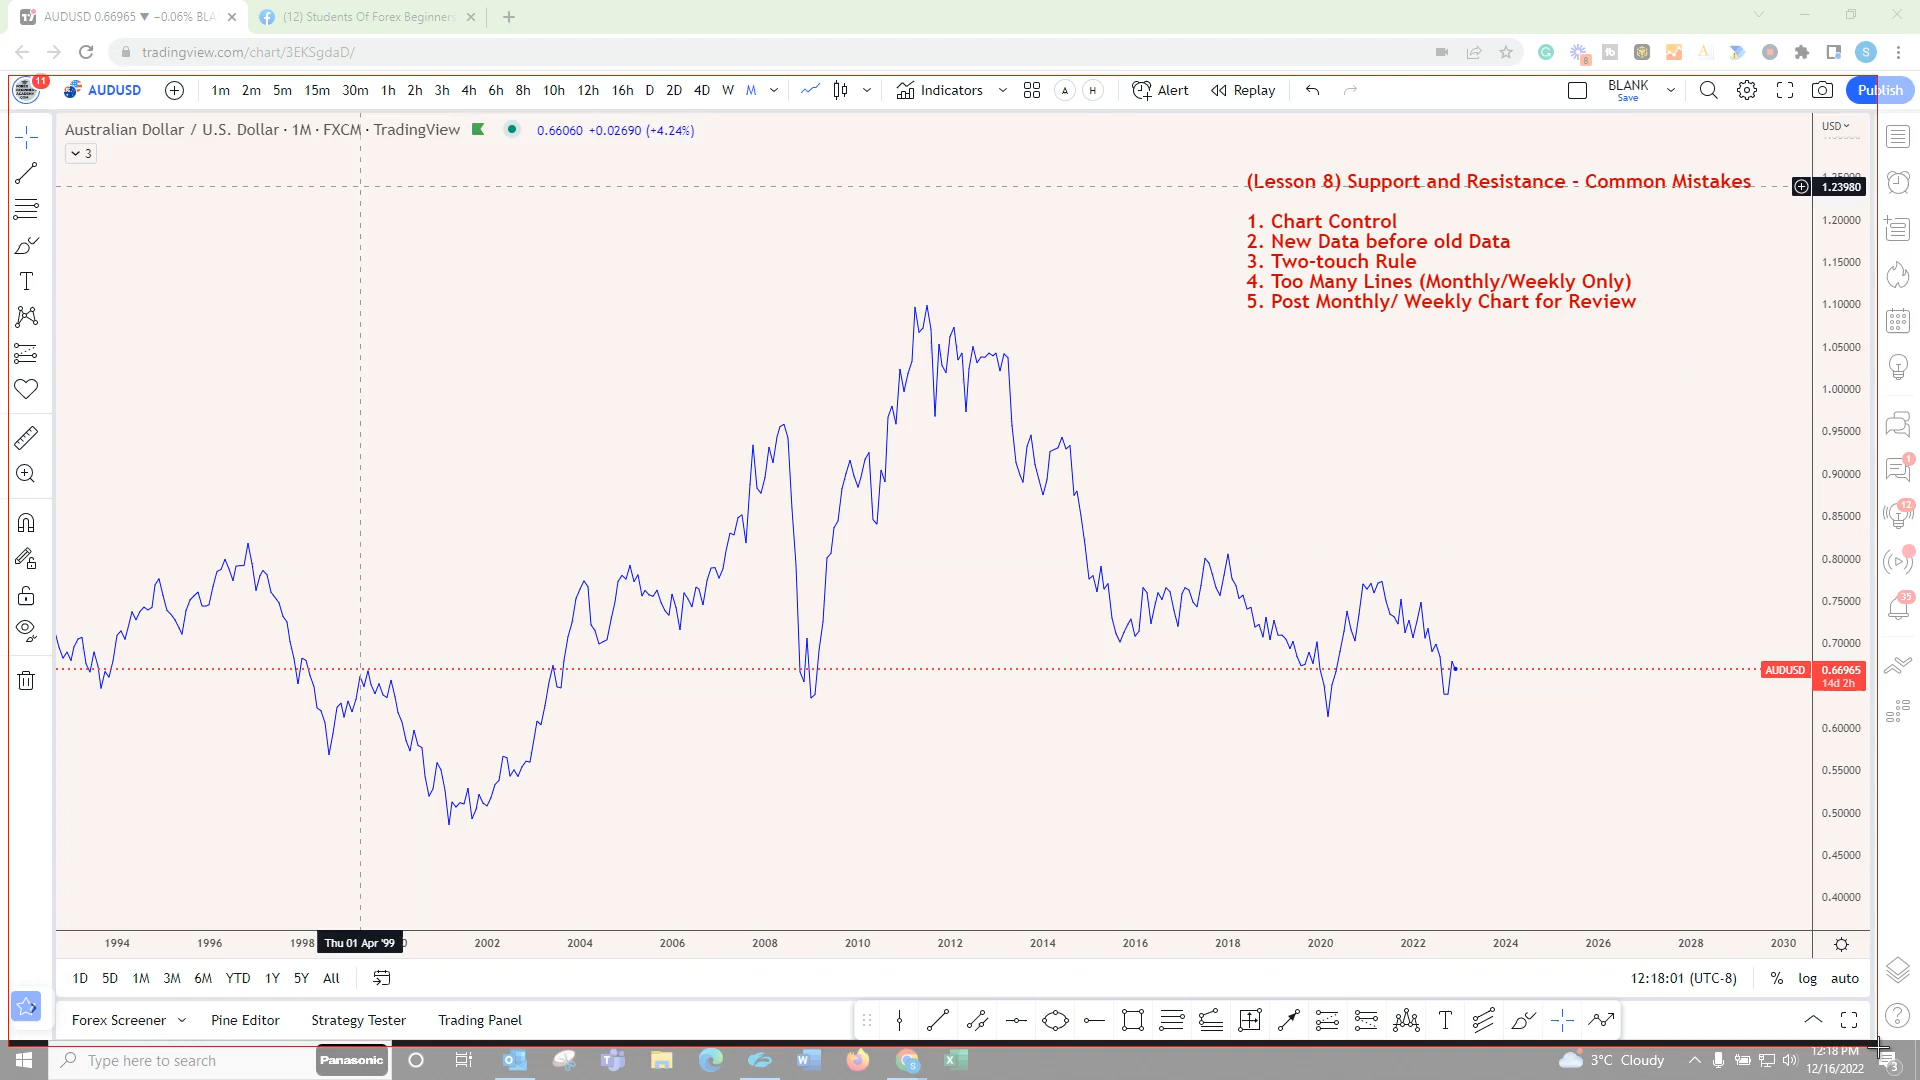 AUDUSD 0.66965 ▼ −0.06% BLA
(12) Students Of Forex Beginners
tradingview.com/chart/3EKSgdaD/
8
S
11
AUDUSD
1m 2m 5m 15m 30m 1h 2h 3h 4h 6h 8h 10h 12h 16h D 2D 4D W M
Indicators
A
H
Alert
Replay
BLANK
Save
Publish
Australian Dollar / U.S. Dollar · 1M · FXCM · TradingView
0.66060 +0.02690 (+4.24%)
3
USD
(Lesson 8) Support and Resistance - Common Mistakes
1. Chart Control
2. New Data before old Data
3. Two-touch Rule
4. Too Many Lines (Monthly/Weekly Only)
5. Post Monthly/ Weekly Chart for Review
1.23980
1.20000
1.15000
1.10000
1.05000
1.00000
0.95000
0.90000
0.85000
0.80000
0.75000
0.70000
AUDUSD 0.66965
14d 2h
0.60000
0.55000
0.50000
0.45000
0.40000
1
12
35
1994 1996 1998 Thu 01 Apr '99 2002 2004 2006 2008 2010 2012 2014 2016 2018 2020 2022 2024 2026 2028 2030
1D 5D 1M 3M 6M YTD 1Y 5Y All
12:18:01 (UTC-8)
% log auto
Forex Screener
Pine Editor
Strategy Tester
Trading Panel
Type here to search
Panasonic
3°C Cloudy
12:18 PM
12/16/2022
3